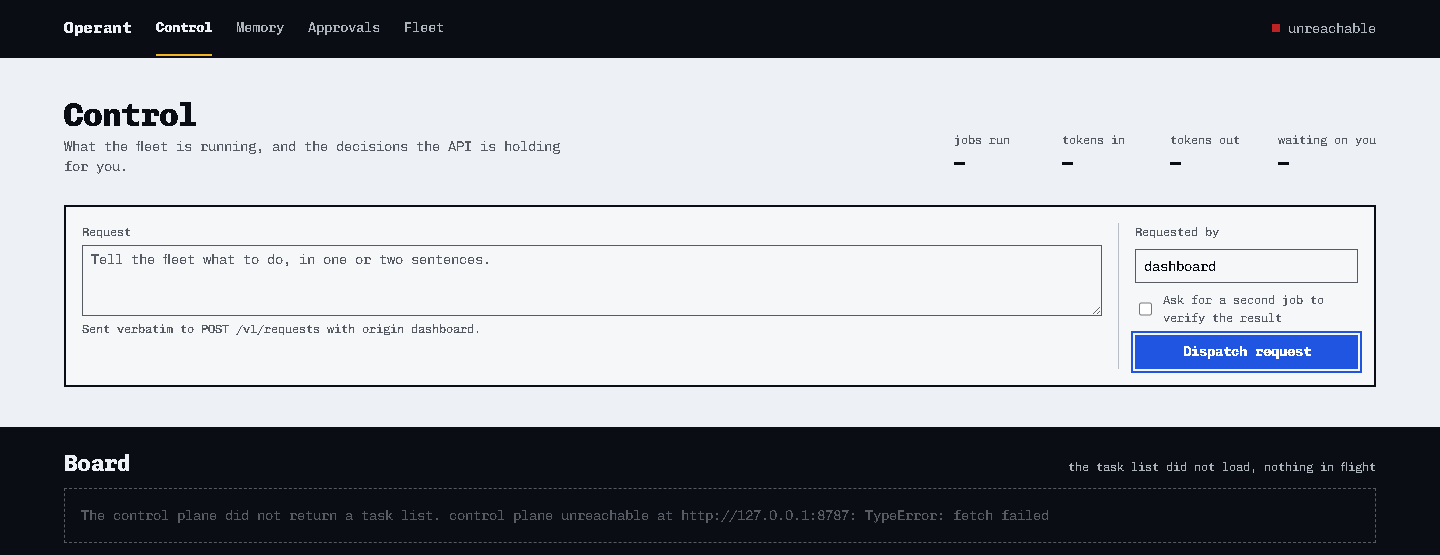 Operant Control Memory Approvals Fleet unreachable
Control
What the fleet is running, and the decisions the API is holding
for you.
jobs run tokens in tokens out waiting on you
– – – –
Request
Tell the fleet what to do, in one or two sentences.
Sent verbatim to POST /v1/requests with origin dashboard.
Requested by
dashboard
Ask for a second job to
verify the result
Dispatch request
Board
the task list did not load, nothing in flight
The control plane did not return a task list. control plane unreachable at http://127.0.0.1:8787: TypeError: fetch failed